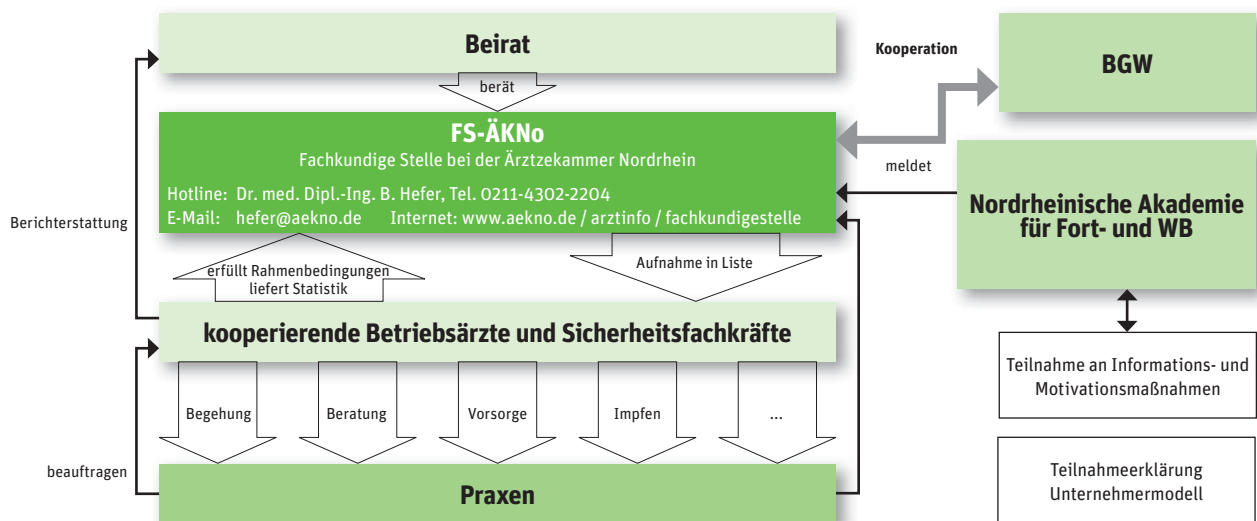 Beirat
Kooperation
BGW
berät
FS-ÄKNo
Fachkundige Stelle bei der Ärztzekammer Nordrhein
Hotline: Dr. med. Dipl.-Ing. B. Hefer, Tel. 0211-4302-2204
E-Mail: hefer@aekno.de Internet: www.aekno.de / arztinfo / fachkundigestelle
meldet
Nordrheinische Akademie
für Fort- und WB
Berichterstattung
erfüllt Rahmenbedingungen
liefert Statistik
Aufnahme in Liste
kooperierende Betriebsärzte und Sicherheitsfachkräfte
Teilnahme an Informations- und
Motivationsmaßnahmen
Begehung
Beratung
Vorsorge
Impfen
...
beauftragen
Praxen
Teilnahmeerklärung
Unternehmermodell